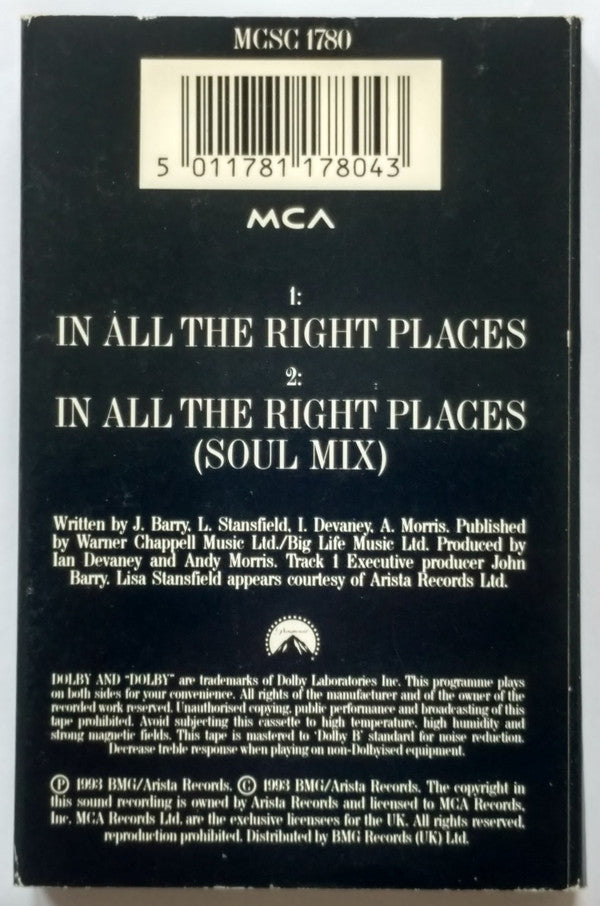 MCSC 1780
5 011781 178043
MCA
1:
IN ALL THE RIGHT PLACES
2:
IN ALL THE RIGHT PLACES
(SOUL MIX)
Written by J. Barry, L. Stansfield, I. Devaney, A. Morris. Published
by Warner Chappell Music Ltd./Big Life Music Ltd. Produced by
Ian Devaney and Andy Morris. Track 1 Executive producer John
Barry. Lisa Stansfield appears courtesy of Arista Records Ltd.
Paramount
DOLBY AND "DOLBY" are trademarks of Dolby Laboratories Inc. This programme plays
on both sides for your convenience. All rights of the manufacturer and of the owner of the
recorded work reserved. Unauthorised copying, public performance and broadcasting of this
tape prohibited. Avoid subjecting this cassette to high temperature, high humidity and
strong magnetic fields. This tape is mastered to 'Dolby B' standard for noise reduction.
Decrease treble response when playing on non-Dolbyised equipment.
Ⓟ 1993 BMG/Arista Records. © 1993 BMG/Arista Records. The copyright in
this sound recording is owned by Arista Records and licensed to MCA Records,
Inc. MCA Records Ltd. are the exclusive licensees for the UK. All rights reserved,
reproduction prohibited. Distributed by BMG Records (UK) Ltd.